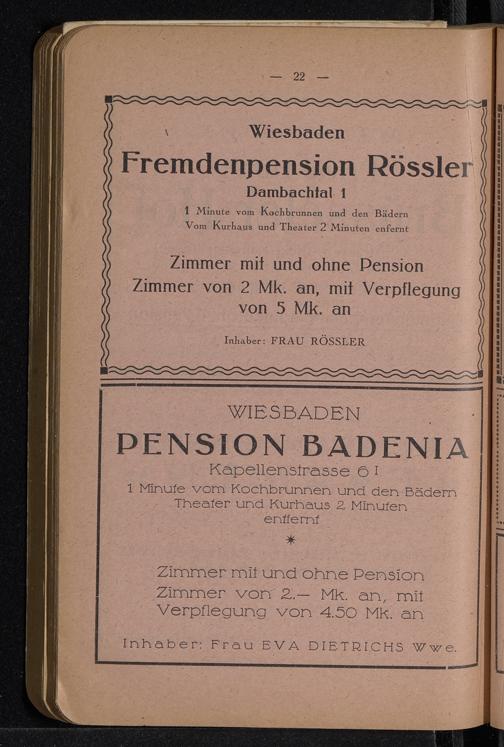 — 22 —
Wiesbaden
Fremdenpension Rössler
Dambachtal 1
1 Minute vom Kochbrunnen und den Bädern
Vom Kurhaus und Theater 2 Minuten enfernt
Zimmer mit und ohne Pension
Zimmer von 2 Mk. an, mit Verpflegung
von 5 Mk. an
Inhaber: FRAU RÖSSLER
WIESBADEN
PENSION BADENIA
Kapellenstrasse 6 I
1 Minute vom Kochbrunnen und den Bädern
Theater und Kurhaus 2 Minuten
entfernt
*
Zimmer mit und ohne Pension
Zimmer von 2.— Mk. an, mit
Verpflegung von 4.50 Mk. an
Inhaber: Frau EVA DIETRICHS Wwe.